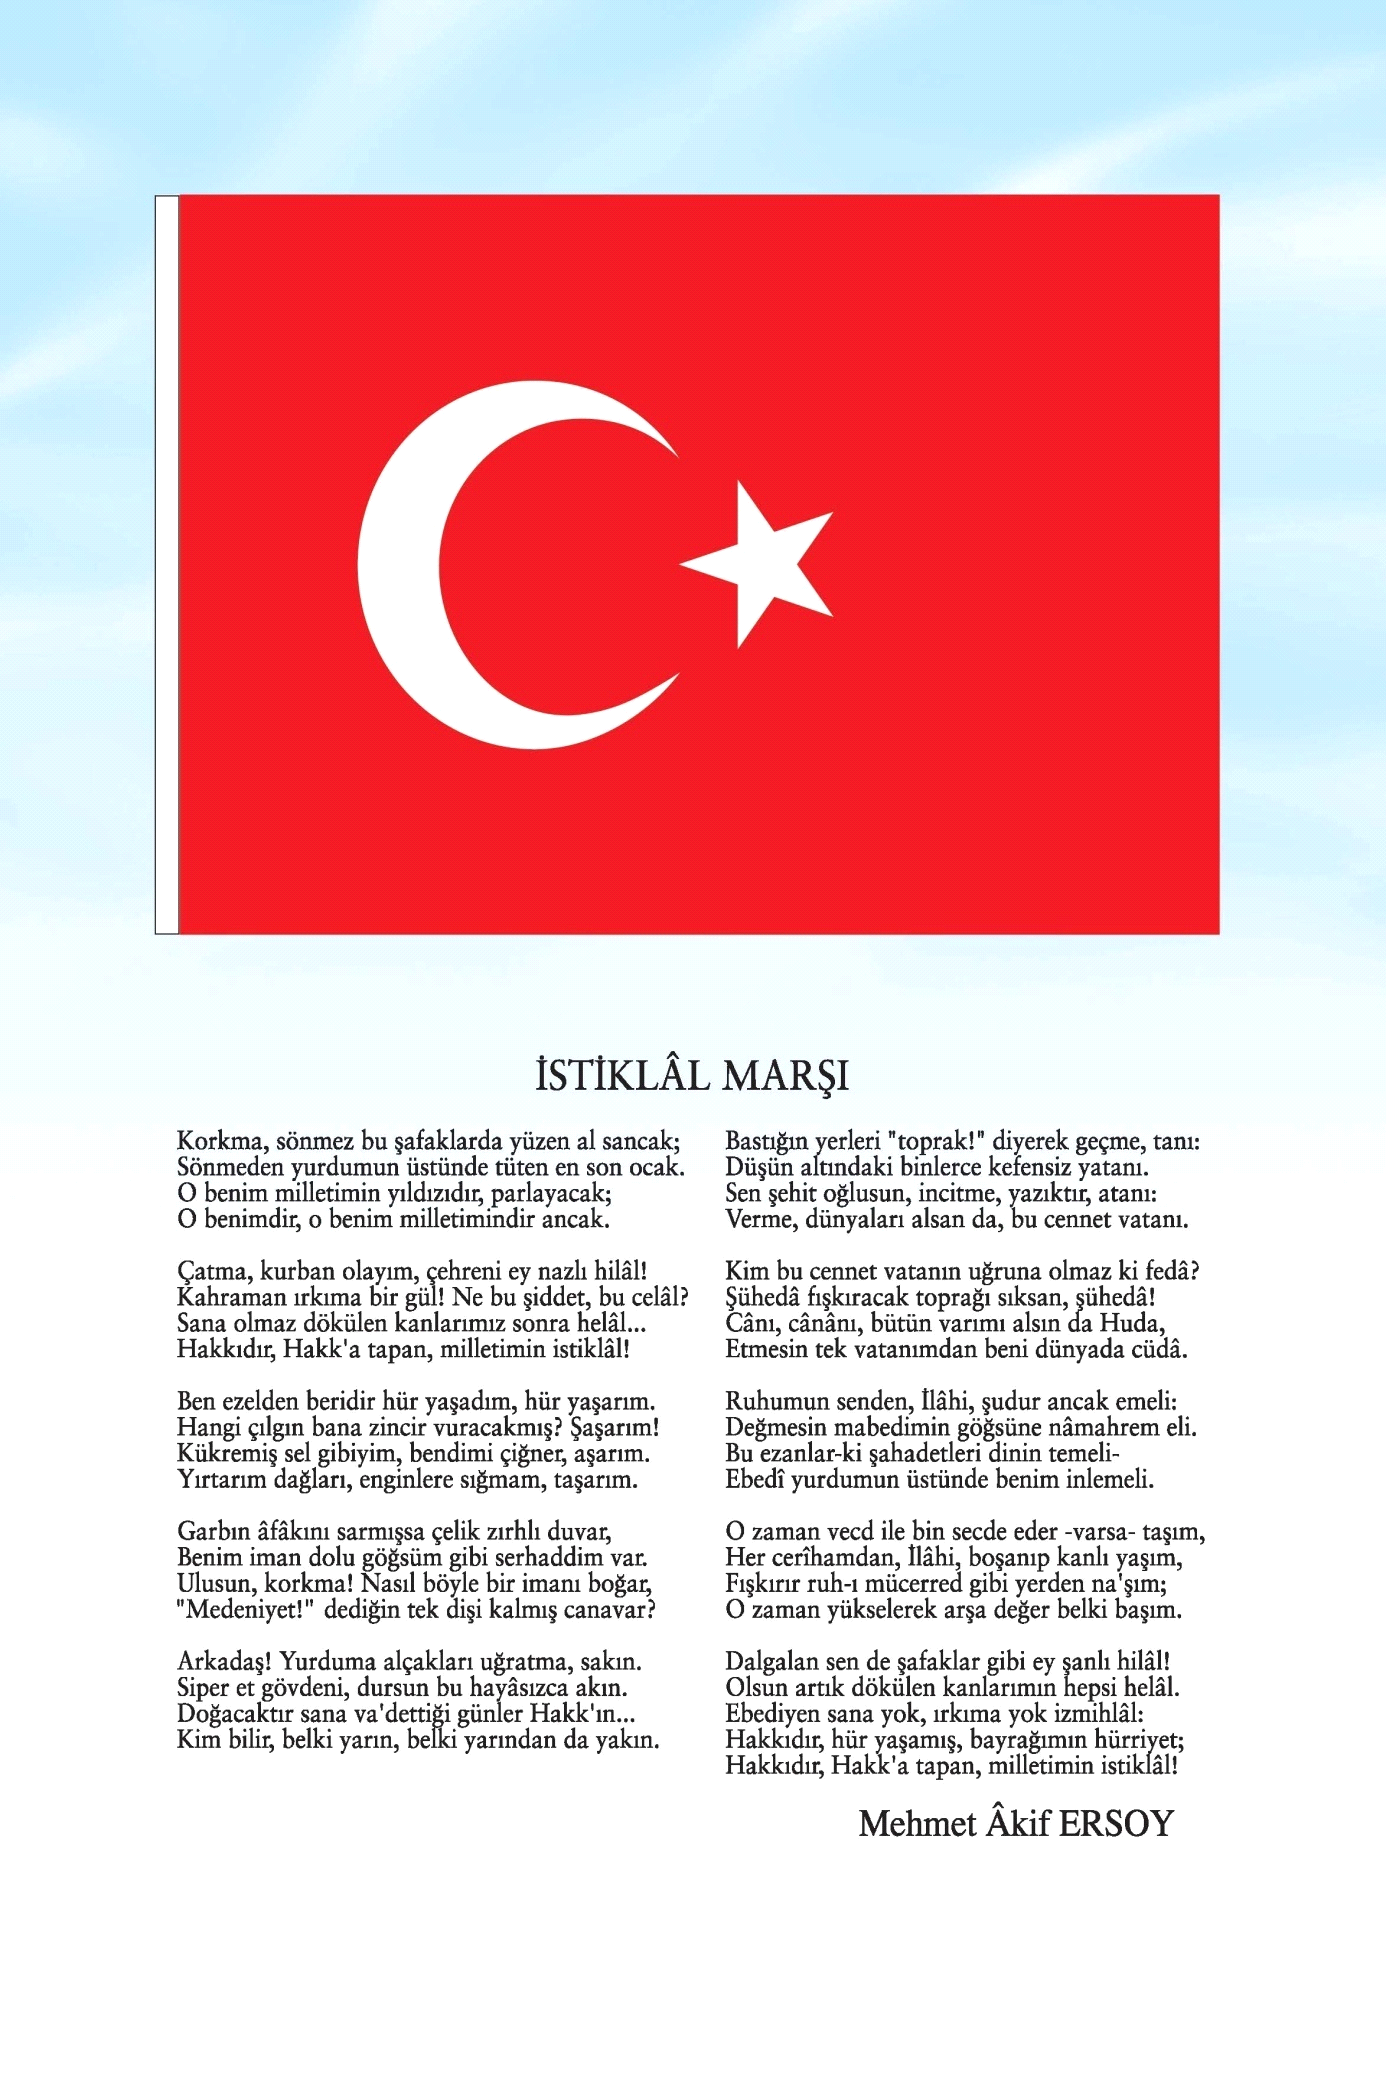 İSTİKLÂL MARŞI
Korkma, sönmez bu şafaklarda yüzen al sancak;
Sönmeden yurdumun üstünde tüten en son ocak.
O benim milletimin yıldızıdır, parlayacak;
O benimdir, o benim milletimindir ancak.
Çatma, kurban olayım, çehreni ey nazlı hilâl!
Kahraman ırkıma bir gül! Ne bu şiddet, bu celâl?
Sana olmaz dökülen kanlarımız sonra helâl...
Hakkıdır, Hakk'a tapan, milletimin istiklâl!
Ben ezelden beridir hür yaşadım, hür yaşarım.
Hangi çılgın bana zincir vuracakmış? Şaşarım!
Kükremiş sel gibiyim, bendimi çiğner, aşarım.
Yırtarım dağları, enginlere sığmam, taşarım.
Garbın âfâkını sarmışsa çelik zırhlı duvar,
Benim iman dolu göğsüm gibi serhaddim var.
Ulusun, korkma! Nasıl böyle bir imanı boğar,
"Medeniyet!" dediğin tek dişi kalmış canavar?
Arkadaş! Yurduma alçakları uğratma, sakın.
Siper et gövdeni, dursun bu hayâsızca akın.
Doğacaktır sana va'dettiği günler Hakk'ın...
Kim bilir, belki yarın, belki yarından da yakın.
Bastığın yerleri "toprak!" diyerek geçme, tanı:
Düşün altındaki binlerce kefensiz yatanı.
Sen şehit oğlusun, incitme, yazıktır, atanı:
Verme, dünyaları alsan da, bu cennet vatanı.
Kim bu cennet vatanın uğruna olmaz ki fedâ?
Şühedâ fışkıracak toprağı sıksan, şühedâ!
Cânı, cânânı, bütün varımı alsın da Huda,
Etmesin tek vatanımdan beni dünyada cüdâ.
Ruhumun senden, İlâhi, şudur ancak emeli:
Değmesin mabedimin göğsüne nâmahrem eli.
Bu ezanlar-ki şahadetleri dinin temeli-
Ebedî yurdumun üstünde benim inlemeli.
O zaman vecd ile bin secde eder -varsa- taşım,
Her cerîhamdan, İlâhi, boşanıp kanlı yaşım,
Fışkırır ruh-ı mücerred gibi yerden na'şım;
O zaman yükselerek arşa değer belki başım.
Dalgalan sen de şafaklar gibi ey şanlı hilâl!
Olsun artık dökülen kanlarımın hepsi helâl.
Ebediyen sana yok, ırkıma yok izmihlâl:
Hakkıdır, hür yaşamış, bayrağımın hürriyet;
Hakkıdır, Hakk'a tapan, milletimin istiklâl!
Mehmet Âkif ERSOY